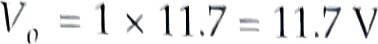 V_o = 1 × 11.7 = 11.7 V